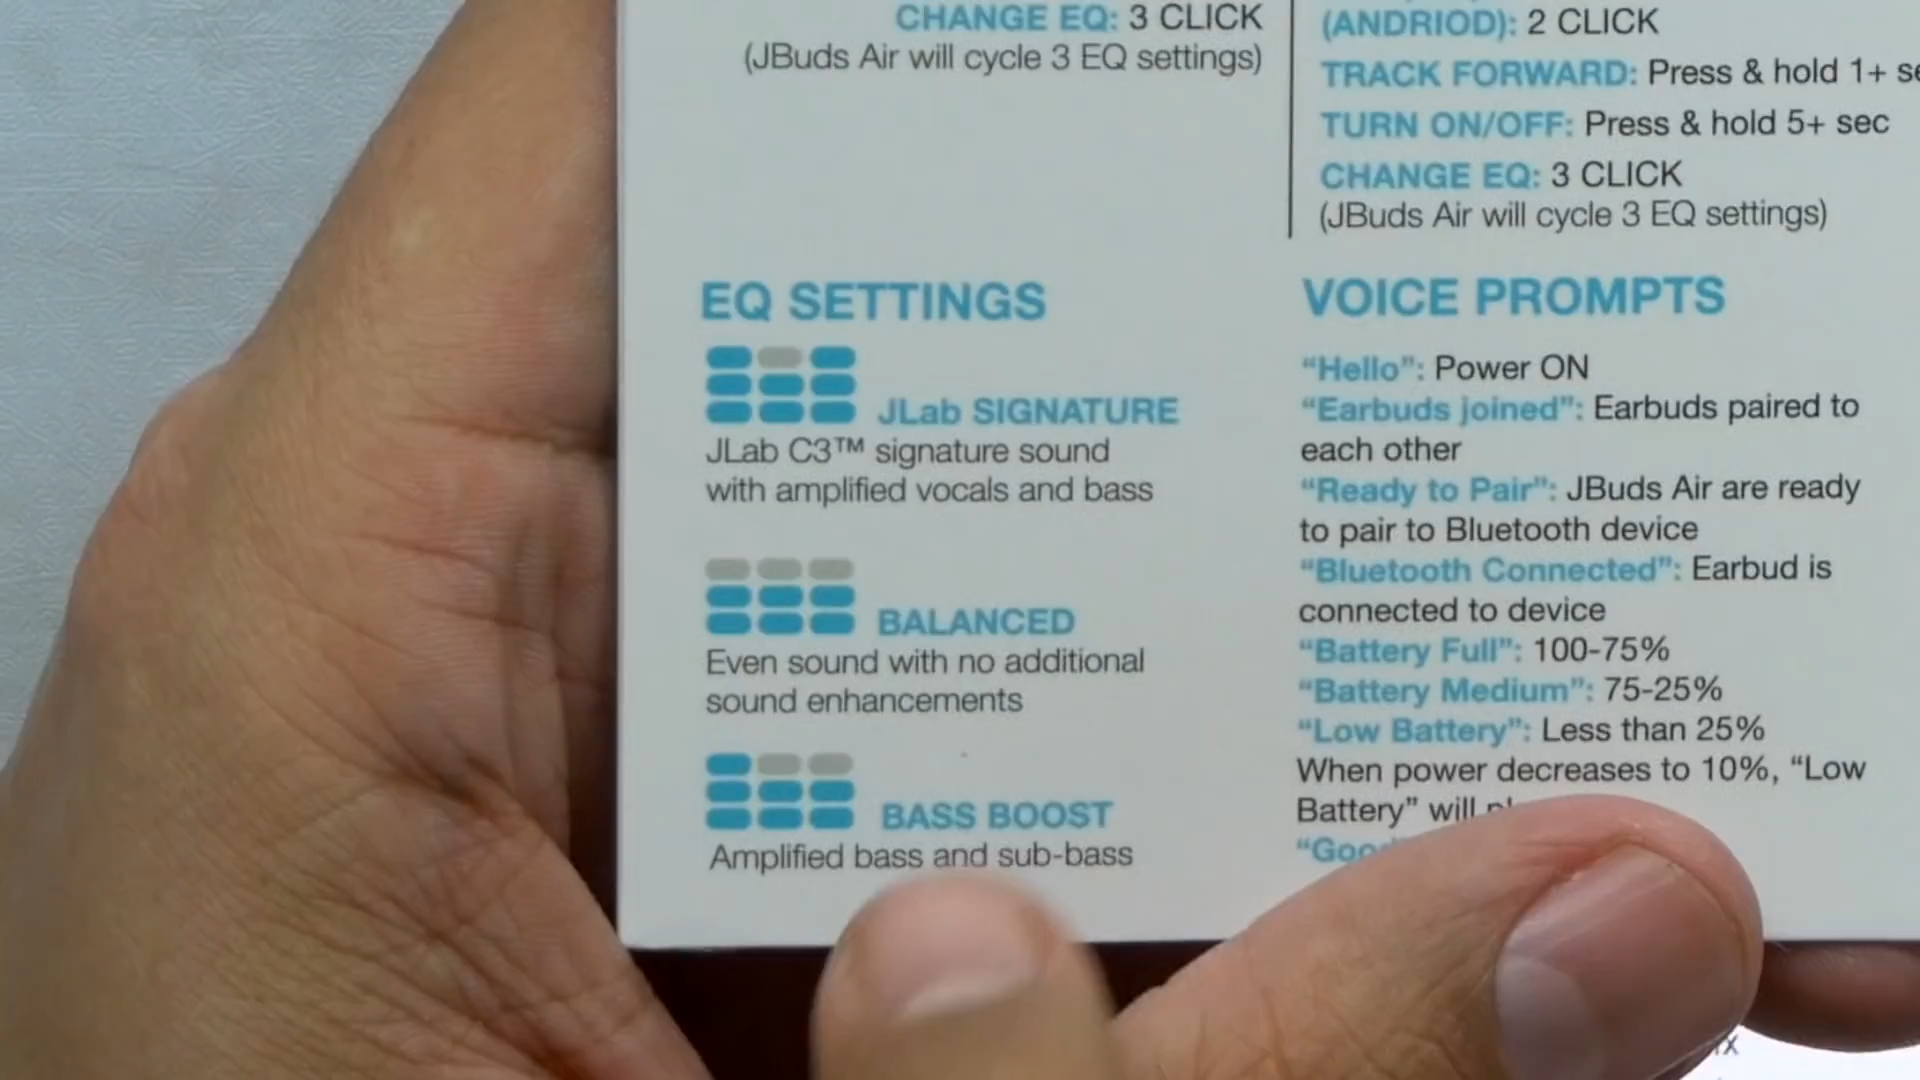 CHANGE EQ: 3 CLICK
(JBuds Air will cycle 3 EQ settings)
(ANDRIOD): 2 CLICK
TRACK FORWARD: Press & hold 1+
TURN ON/OFF: Press & hold 5+ sec
CHANGE EQ: 3 CLICK
(JBuds Air will cycle 3 EQ settings)
EQ SETTINGS
JLab SIGNATURE
JLab C3™ signature sound
with amplified vocals and bass
BALANCED
Even sound with no additional
sound enhancements
BASS BOOST
Amplified bass and sub-bass
VOICE PROMPTS
“Hello”: Power ON
“Earbuds joined”: Earbuds paired to
each other
“Ready to Pair”: JBuds Air are ready
to pair to Bluetooth device
“Bluetooth Connected”: Earbud is
connected to device
“Battery Full”: 100-75%
“Battery Medium”: 75-25%
“Low Battery”: Less than 25%
When power decreases to 10%, “Low
Battery” will